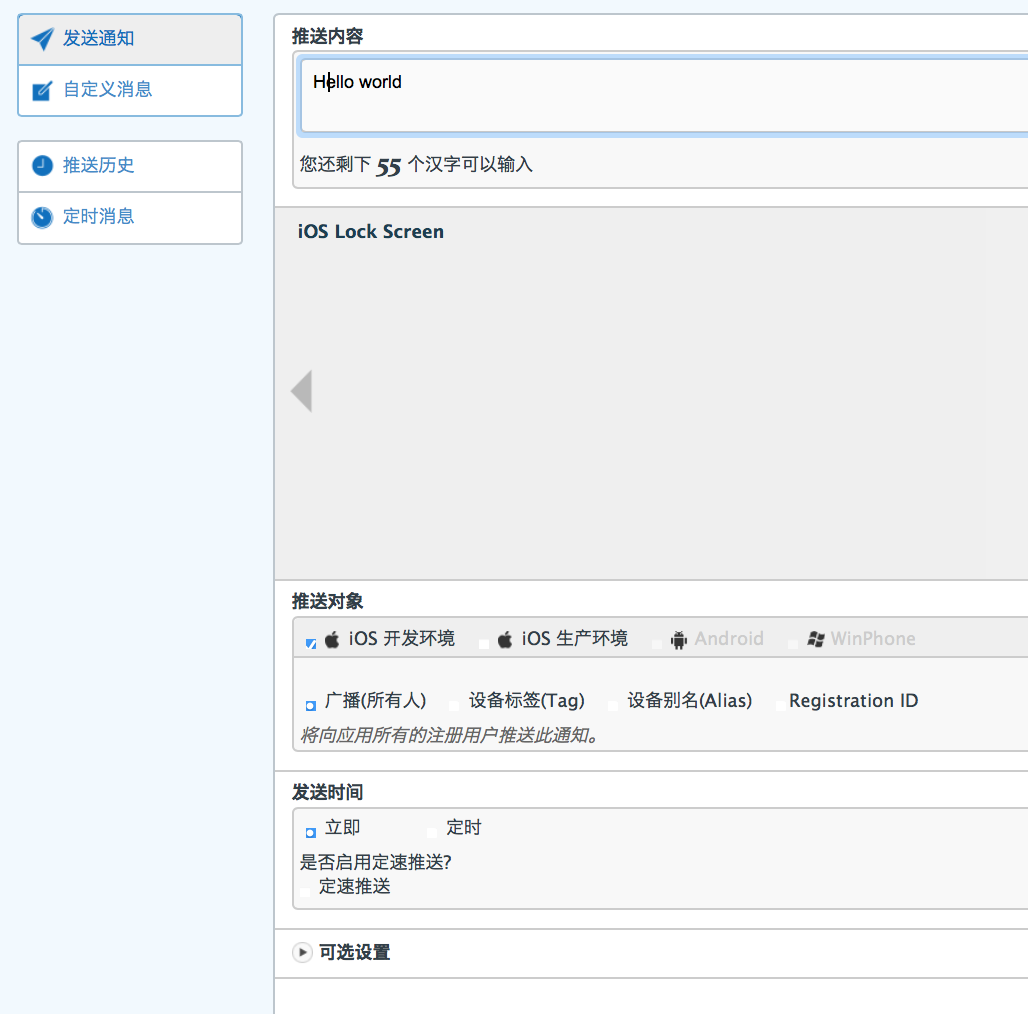 发送通知
自定义消息
推送历史
定时消息
推送内容
Hello world
您还剩下 55 个汉字可以输入
iOS Lock Screen
推送对象
iOS 开发环境 iOS 生产环境 Android WinPhone
广播(所有人) 设备标签(Tag) 设备别名(Alias) Registration ID
将向应用所有的注册用户推送此通知。
发送时间
立即 定时
是否启用定速推送?
定速推送
可选设置